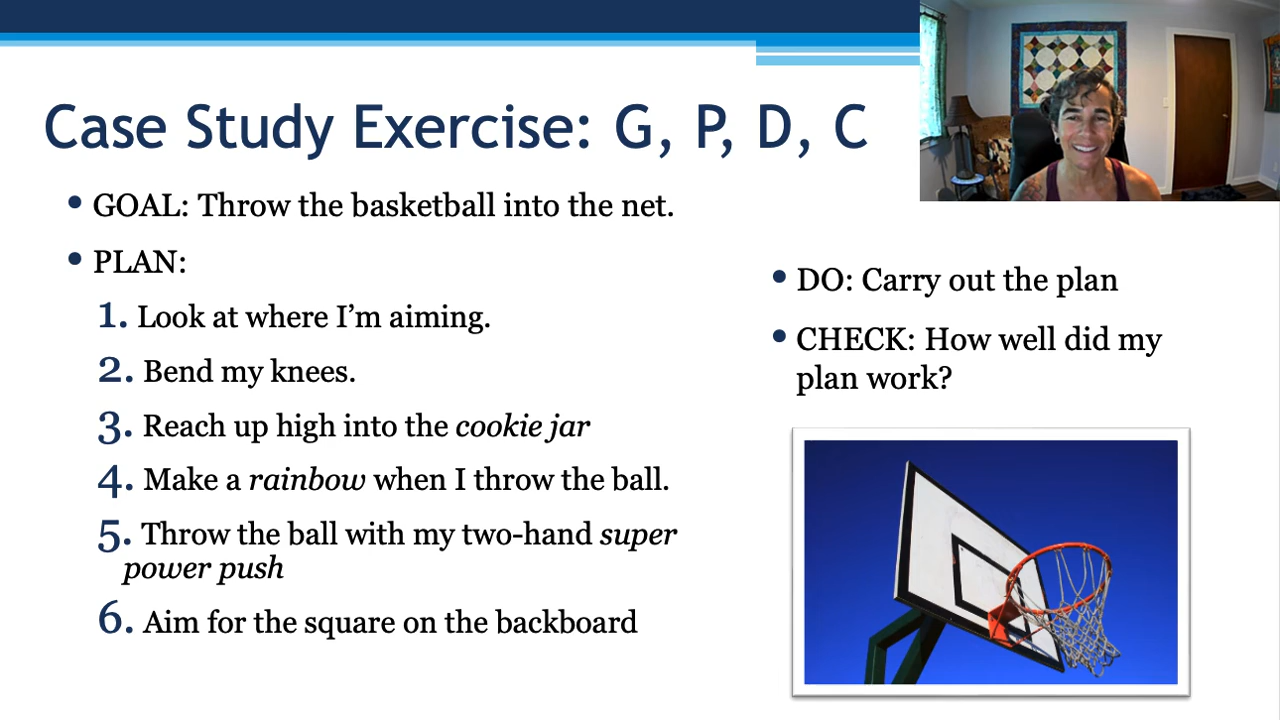 Case Study Exercise: G, P, D, C
• GOAL: Throw the basketball into the net.
• PLAN:
1. Look at where I’m aiming.
2. Bend my knees.
3. Reach up high into the cookie jar
4. Make a rainbow when I throw the ball.
5. Throw the ball with my two-hand super
power push
6. Aim for the square on the backboard
• DO: Carry out the plan
• CHECK: How well did my
plan work?